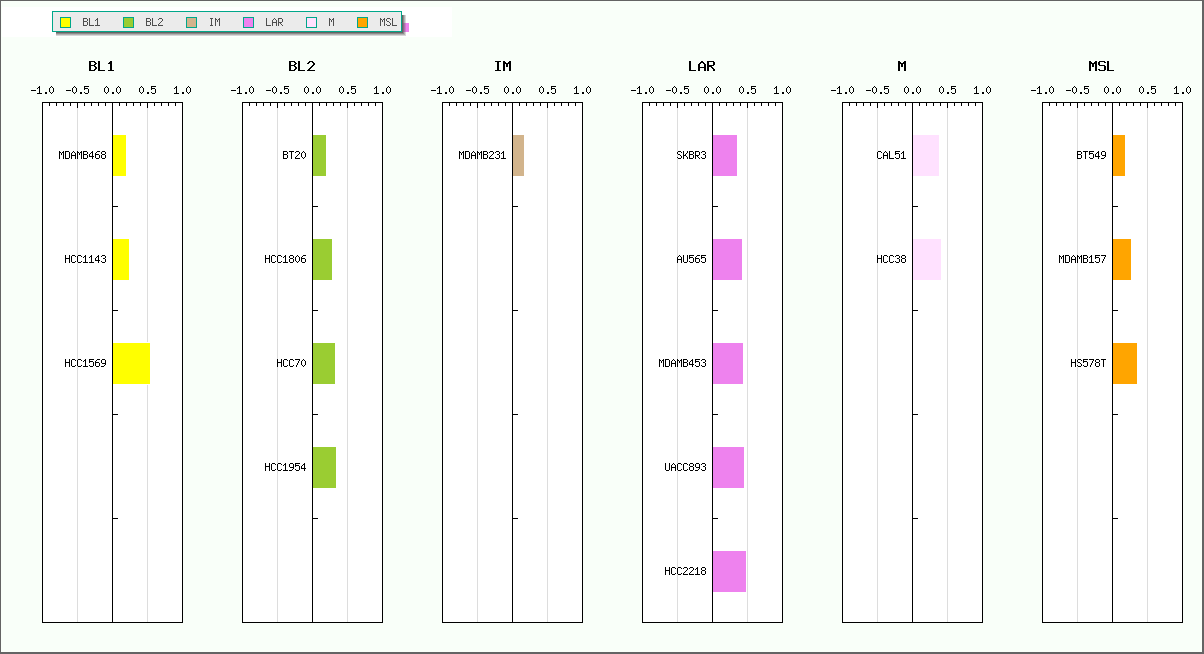 BL1 BL2 IM LAR M MSL
BL1 BL2 IM LAR M MSL
-1.0 -0.5 0.0 0.5 1.0 -1.0 -0.5 0.0 0.5 1.0 -1.0 -0.5 0.0 0.5 1.0 -1.0 -0.5 0.0 0.5 1.0 -1.0 -0.5 0.0 0.5 1.0 -1.0 -0.5 0.0 0.5 1.0
MDAMB468 BT20 MDAMB231 SKBR3 CAL51 BT549
HCC1143 HCC1806 AU565 HCC38 MDAMB157
HCC1569 HCC70 MDAMB453 HS578T
HCC1954 UACC893
HCC2218